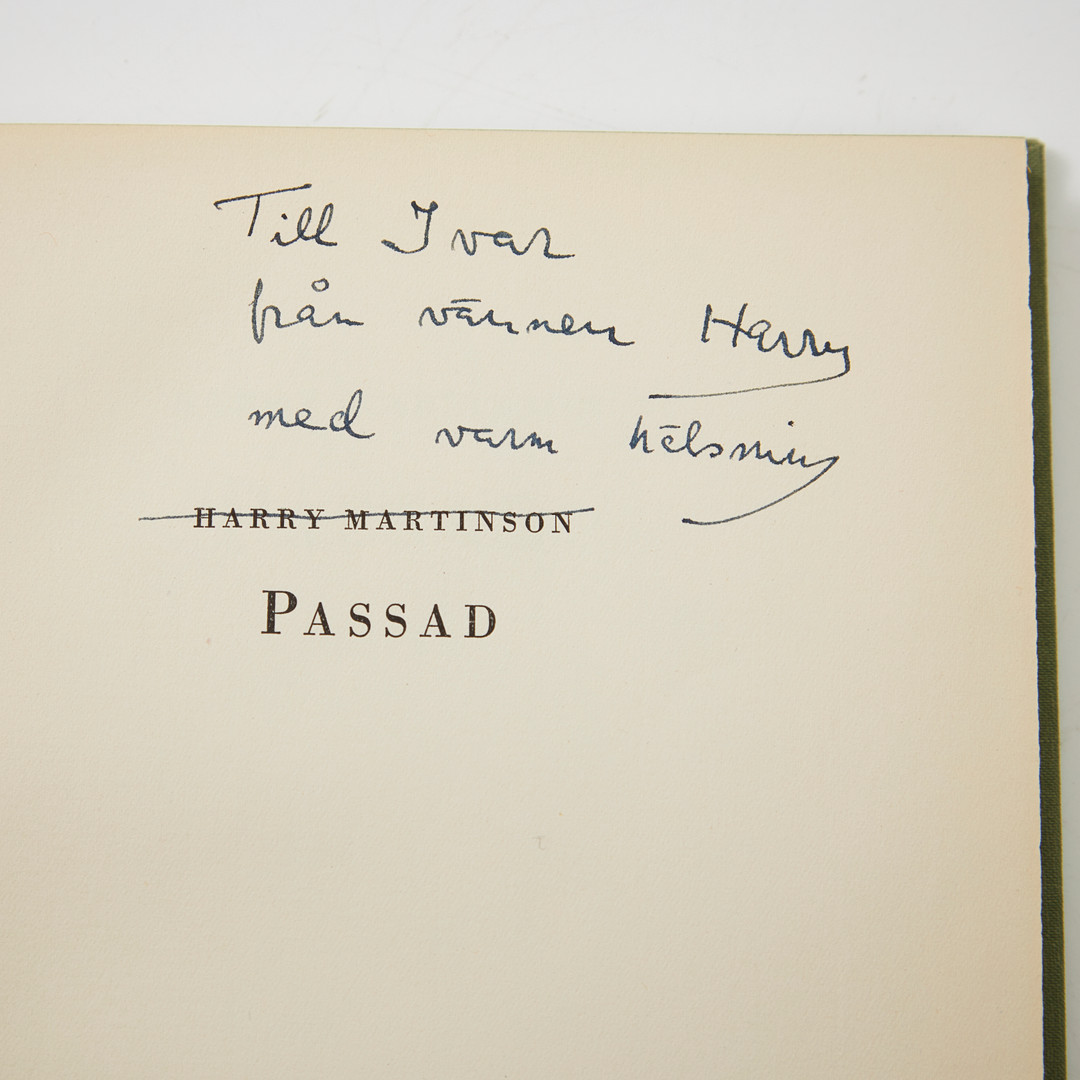 Till Ivar
från vännen Harry
med varm hälsning
HARRY MARTINSON
PASSAD